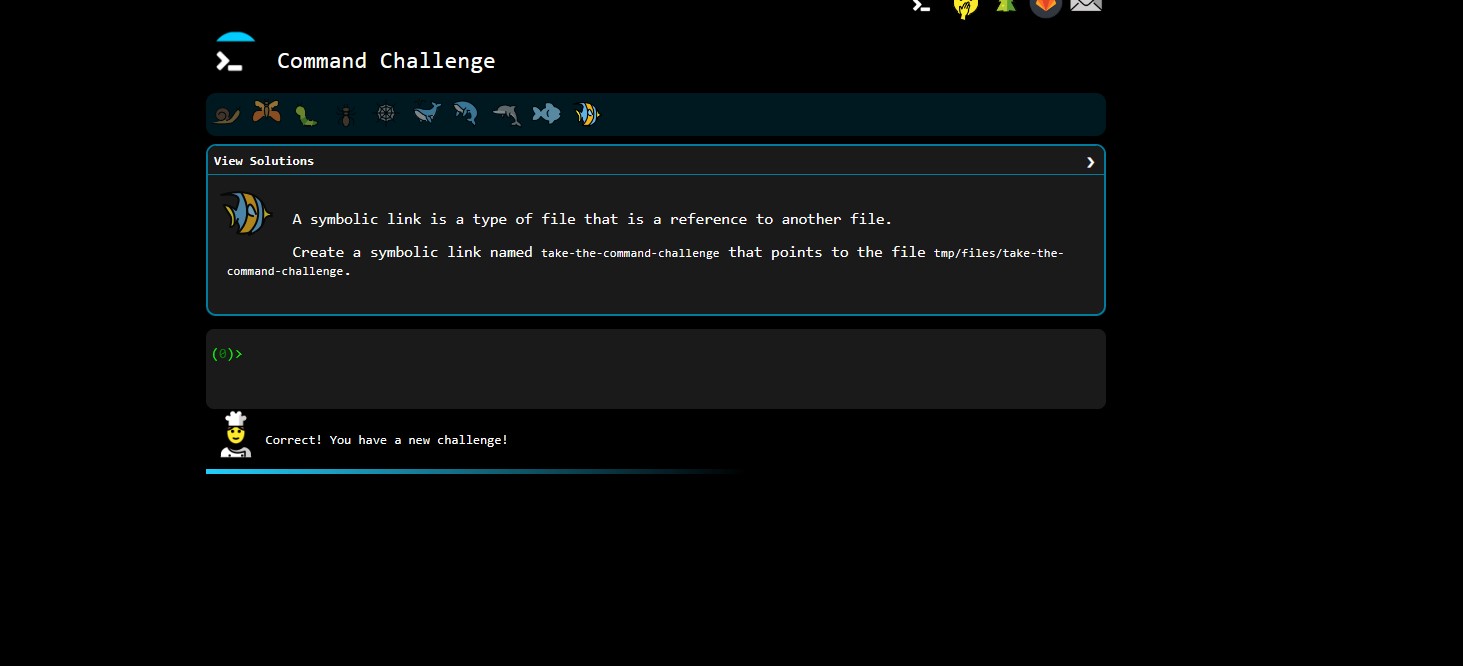 Command Challenge
View Solutions
A symbolic link is a type of file that is a reference to another file.
Create a symbolic link named take-the-command-challenge that points to the file tmp/files/take-the-
command-challenge.
(0)>
Correct! You have a new challenge!